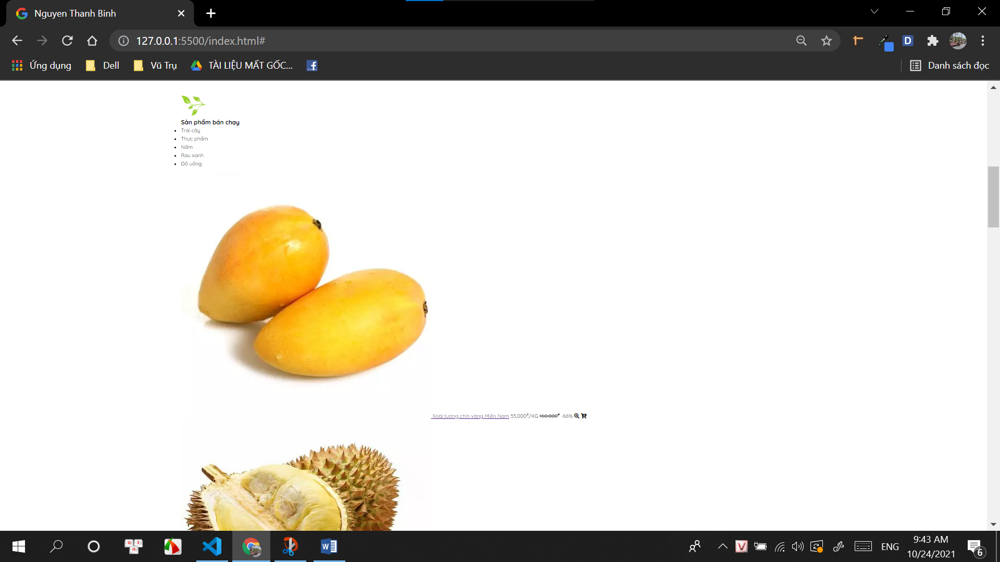 Nguyen Thanh Binh
127.0.0.1:5500/index.html#
D
Ứng dụng Dell Vũ Trụ TÀI LIỆU MẤT GỐC... Danh sách đọc
Sản phẩm bán chạy
Trái cây
Thực phẩm
Nấm
Rau xanh
Đồ uống
Xoài tượng chín vàng Miền Nam 55.000đ/KG 160.000đ -66%
ENG
9:43 AM
10/24/2021
6